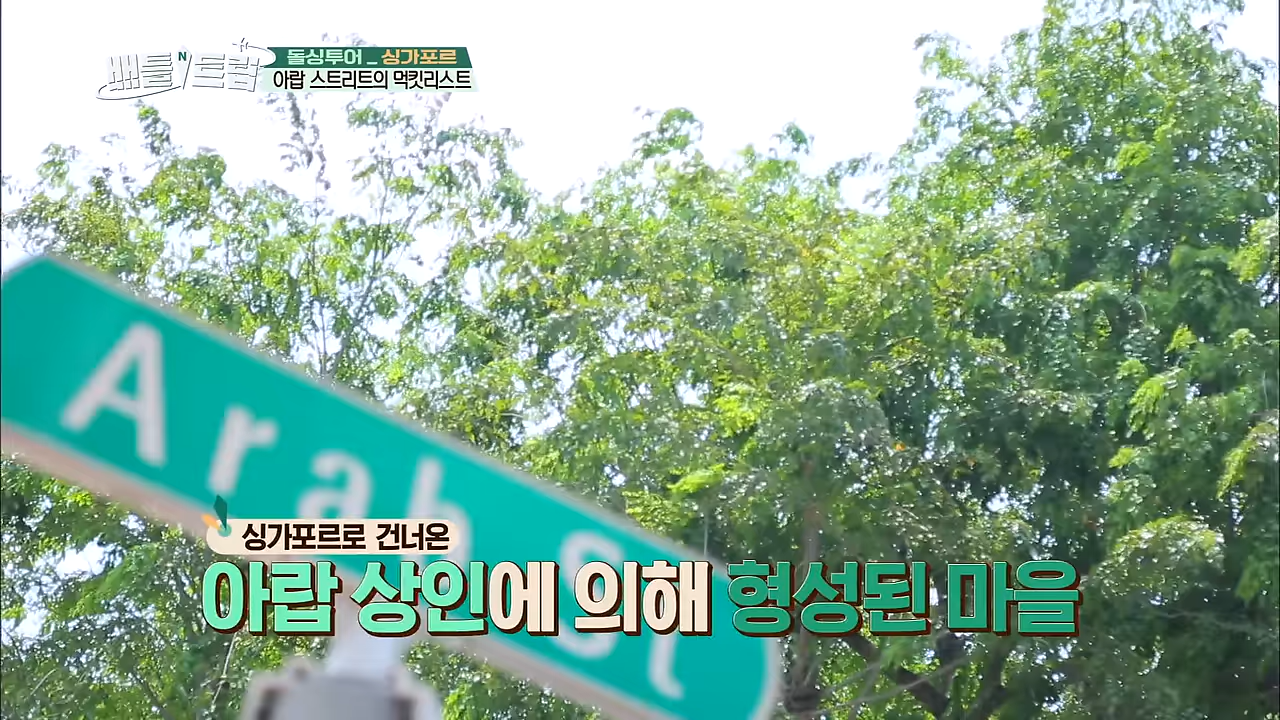 배틀트립
돌싱투어 _ 싱가포르
아랍 스트리트의 먹킷리스트
Arab St
싱가포르로 건너온
아랍 상인에 의해 형성된 마을